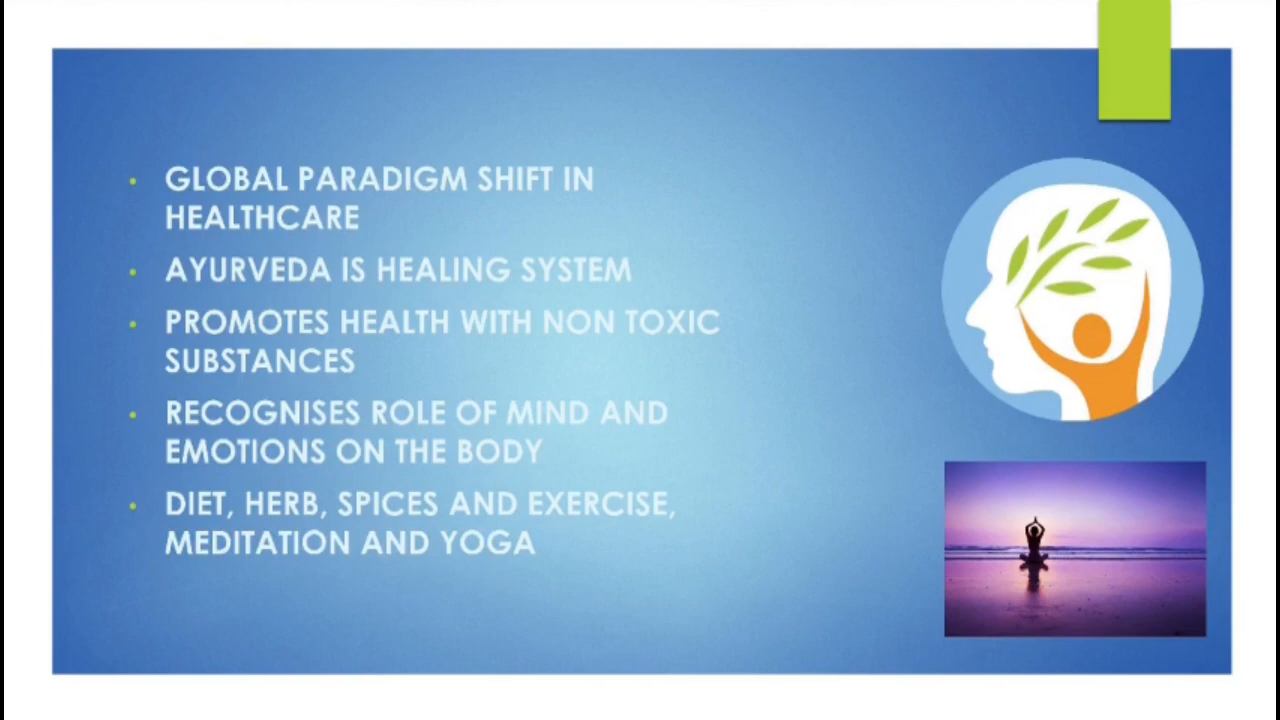 GLOBAL PARADIGM SHIFT IN
HEALTHCARE
AYURVEDA IS HEALING SYSTEM
PROMOTES HEALTH WITH NON TOXIC
SUBSTANCES
RECOGNISES ROLE OF MIND AND
EMOTIONS ON THE BODY
DIET, HERB, SPICES AND EXERCISE,
MEDITATION AND YOGA